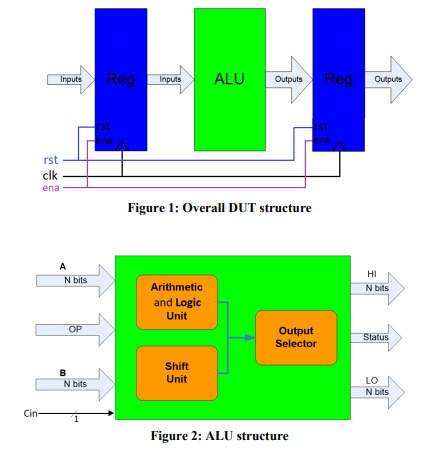 Inputs
Reg
Inputs
ALU
Outputs
Reg
Outputs
rst
rst
ena
ena
rst
clk
ena
Figure 1: Overall DUT structure
A
N bits
OP
B
N bits
Cin
1
Arithmetic
and Logic
Unit
Shift
Unit
Output
Selector
HI
N bits
Status
LO
N bits
Figure 2: ALU structure